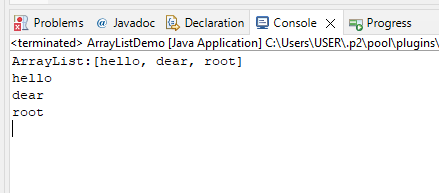 Problems Javadoc Declaration Console Progress
<terminated> ArrayListDemo [Java Application] C:\Users\USER\.p2\pool\plugins\
ArrayList:[hello, dear, root]
hello
dear
root